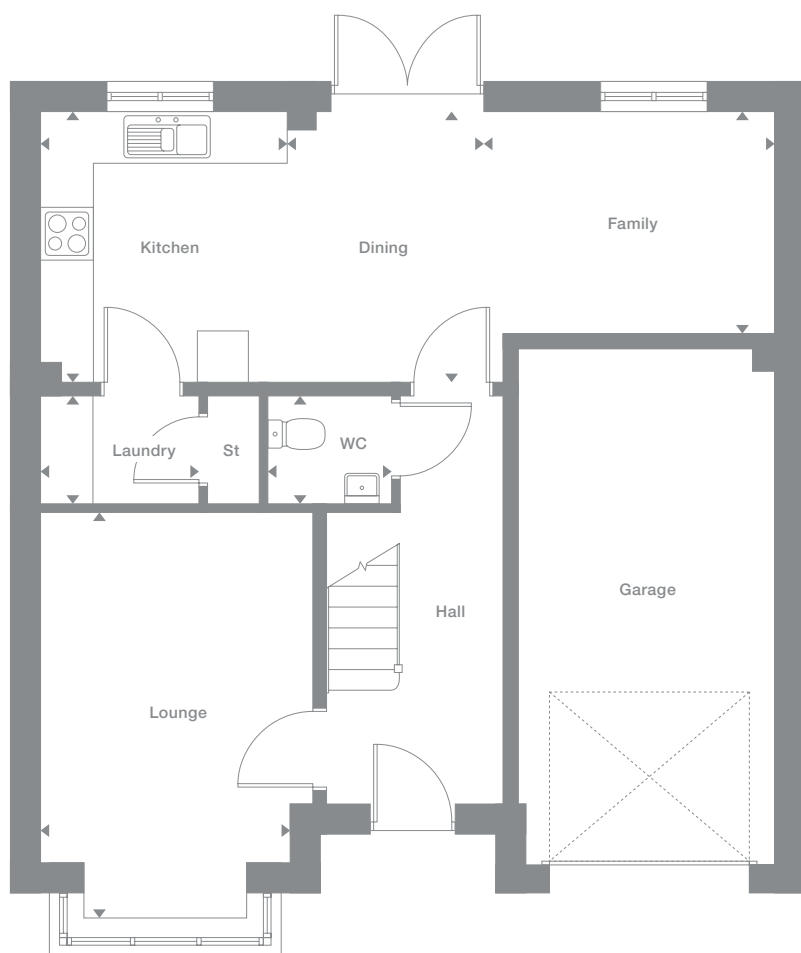 Family
Kitchen
Dining
WC
Laundry
St
Garage
Hall
Lounge